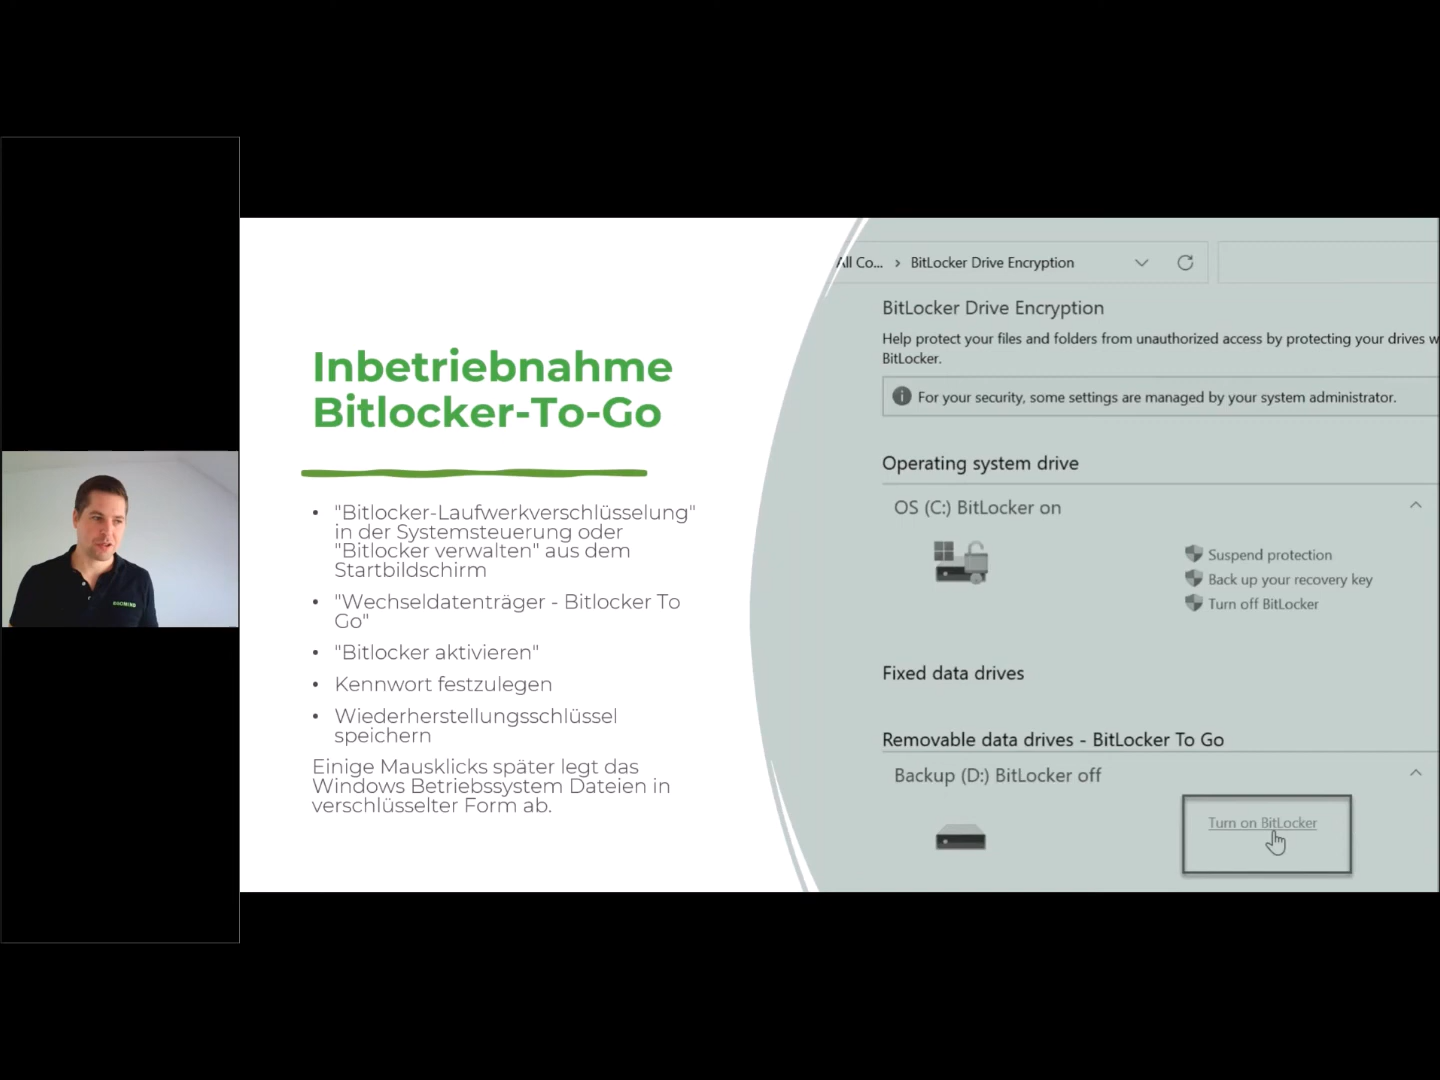 Inbetriebnahme
Bitlocker-To-Go
• "Bitlocker-Laufwerkverschlüsselung"
in der Systemsteuerung oder
"Bitlocker verwalten" aus dem
Startbildschirm
• "Wechseldatenträger - Bitlocker To
Go"
• "Bitlocker aktivieren"
• Kennwort festzulegen
• Wiederherstellungsschlüssel
speichern
Einige Mausklicks später legt das
Windows Betriebssystem Dateien in
verschlüsselter Form ab.
All Co... › BitLocker Drive Encryption
BitLocker Drive Encryption
Help protect your files and folders from unauthorized access by protecting your drives w
BitLocker.
For your security, some settings are managed by your system administrator.
Operating system drive
OS (C:) BitLocker on
Suspend protection
Back up your recovery key
Turn off BitLocker
Fixed data drives
Removable data drives - BitLocker To Go
Backup (D:) BitLocker off
Turn on BitLocker